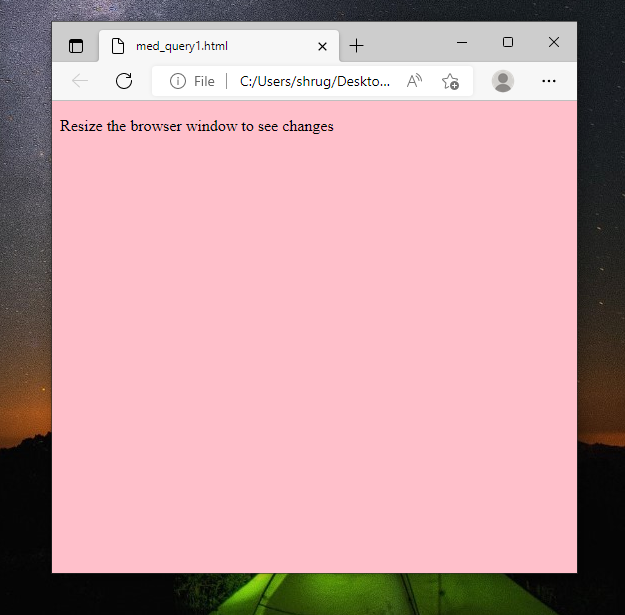 med_query1.html
File C:/Users/shrug/Deskto...
Resize the browser window to see changes